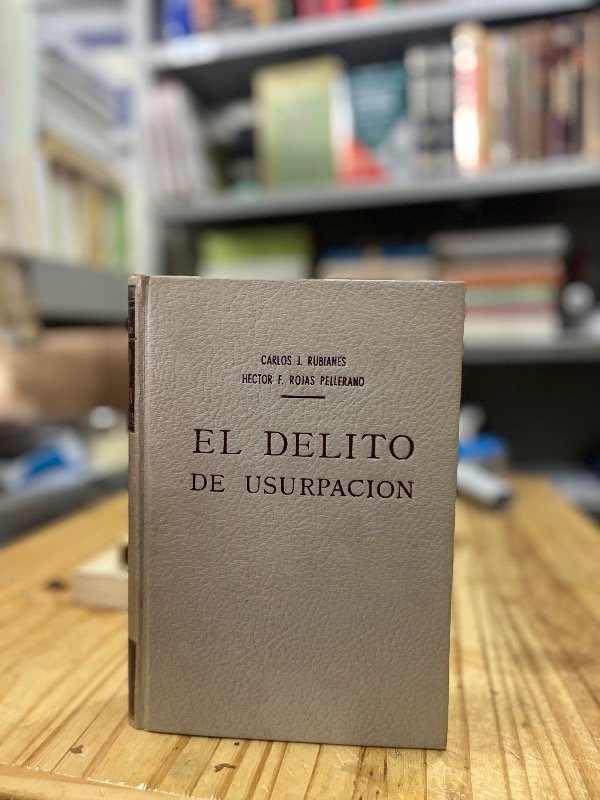 CARLOS J. RUBIANES
HECTOR F. ROJAS PELLERANO
EL DELITO
DE USURPACION